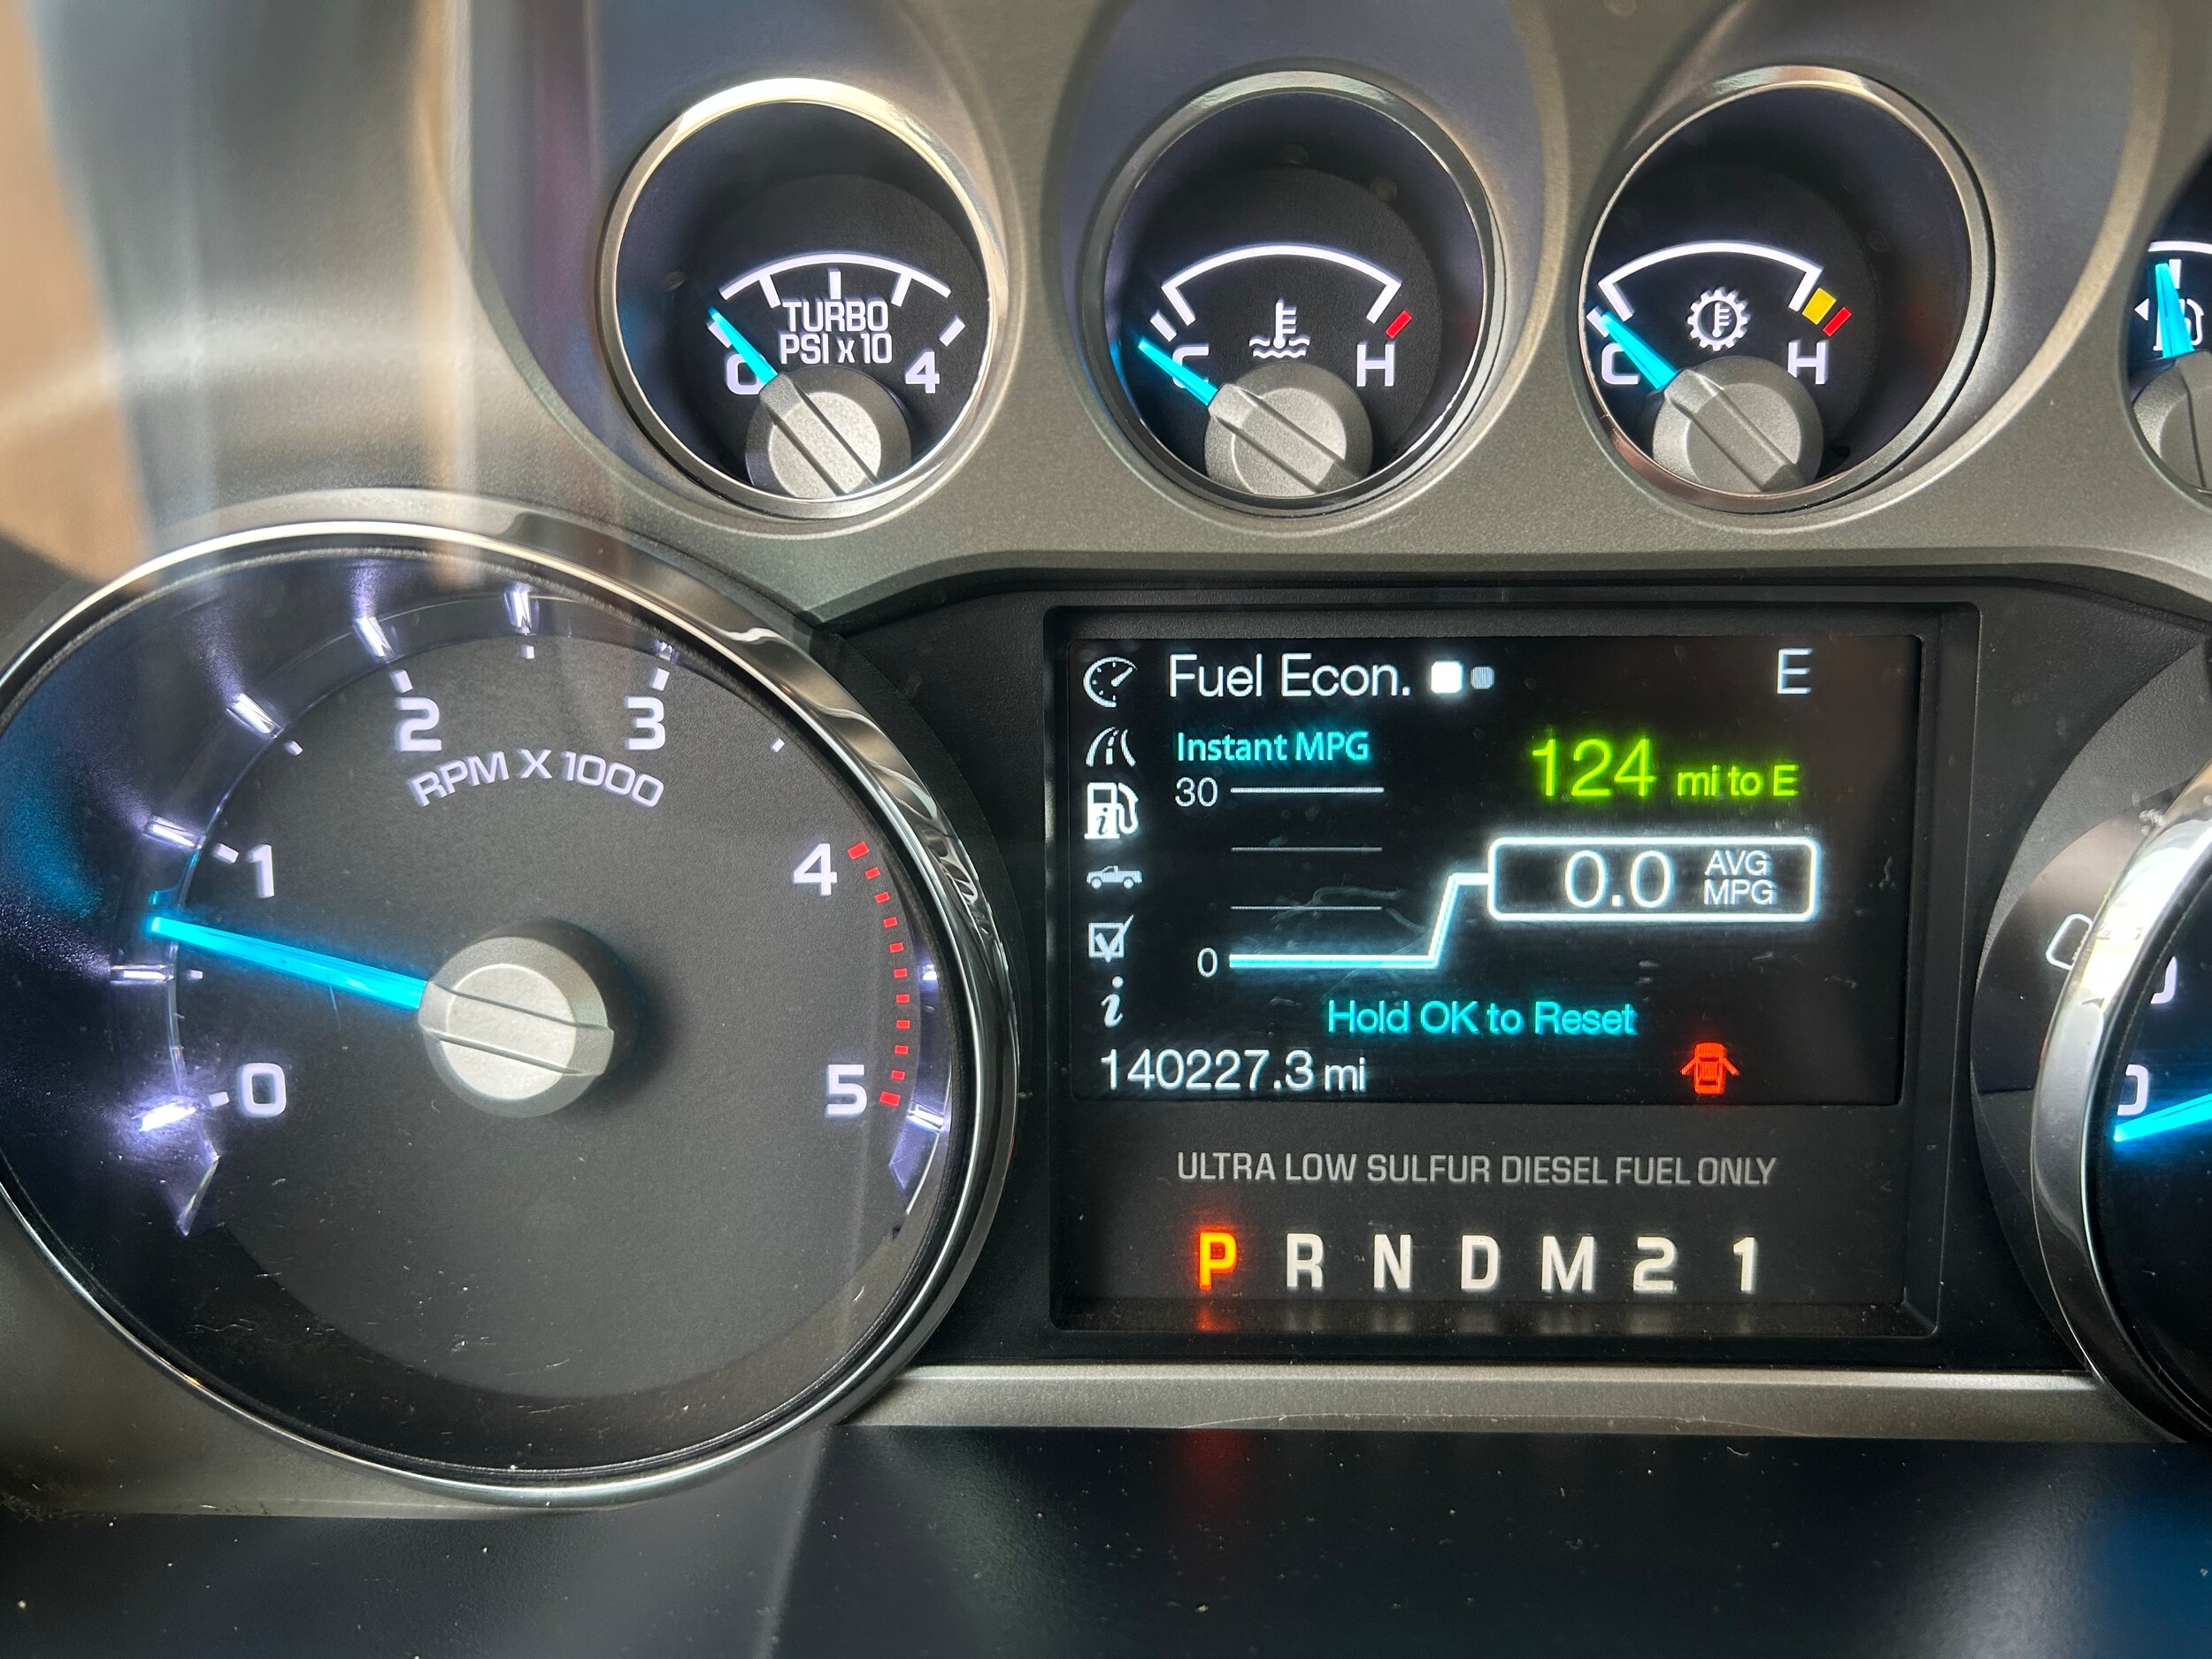 TURBO
PSI x 10
0 4
C H
C H
2 3
RPM X 1000
1 4
0 5
Fuel Econ. E
Instant MPG
124 mi to E
30
0.0 AVG MPG
0
Hold OK to Reset
140227.3 mi
ULTRA LOW SULFUR DIESEL FUEL ONLY
P R N D M 2 1